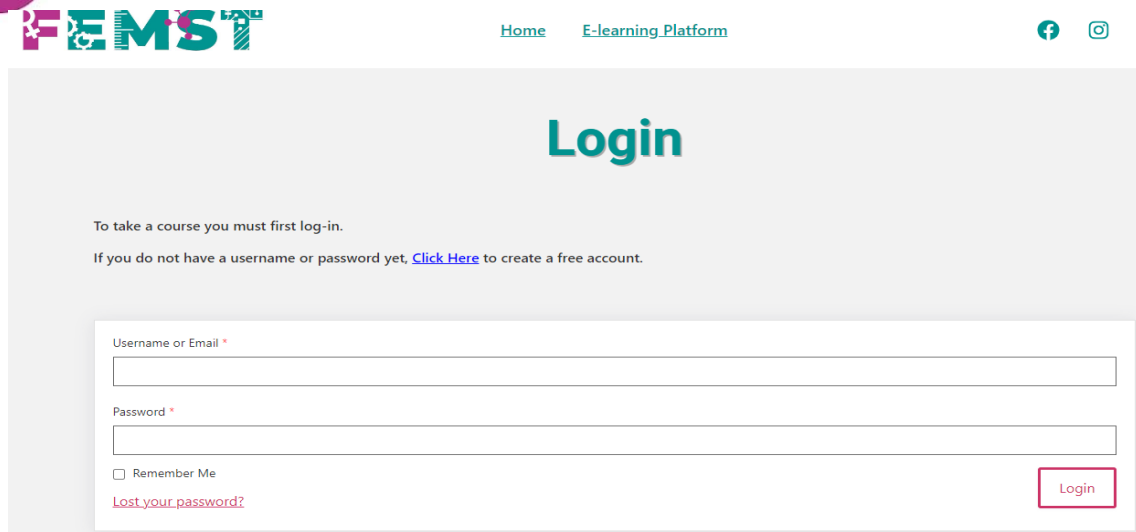 FEMST
Home E-learning Platform
Login
To take a course you must first log-in.
If you do not have a username or password yet, Click Here to create a free account.
Username or Email *
Password *
Remember Me
Lost your password?
Login